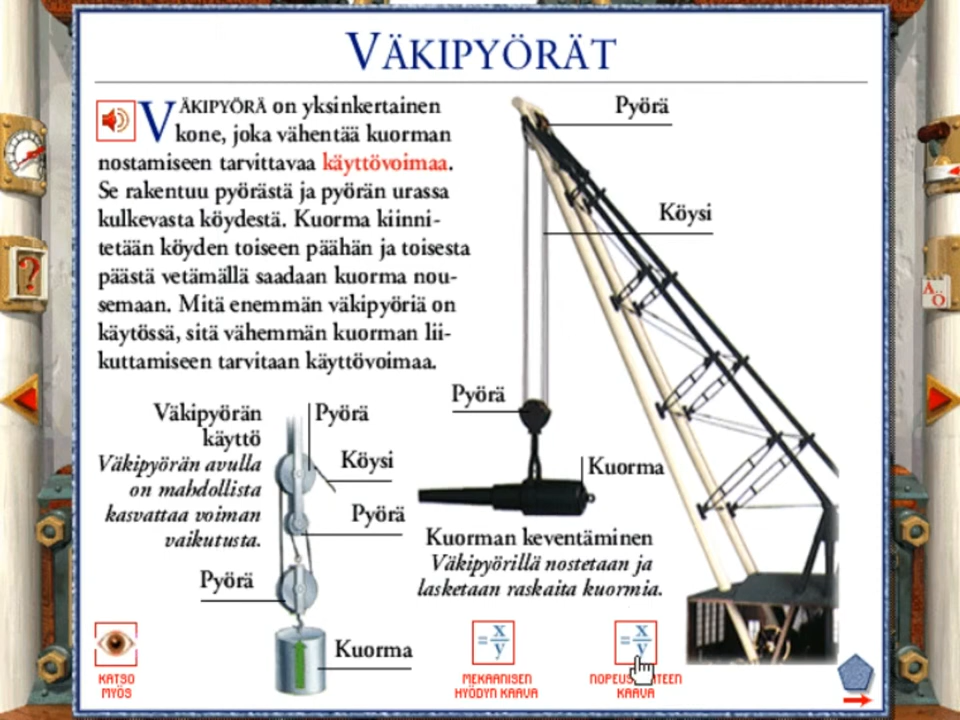 VÄKIPYÖRÄT
VÄKIPYÖRÄ on yksinkertainen
kone, joka vähentää kuorman
nostamiseen tarvittavaa käyttövoimaa.
Se rakentuu pyörästä ja pyörän urassa
kulkevasta köydestä. Kuorma kiinni-
tetään köyden toiseen päähän ja toisesta
päästä vetämällä saadaan kuorma nou-
semaan. Mitä enemmän väkipyöriä on
käytössä, sitä vähemmän kuorman lii-
kuttamiseen tarvitaan käyttövoimaa.
Pyörä
Köysi
Pyörä
Kuorma
Kuorman keventäminen
Väkipyörillä nostetaan ja
lasketaan raskaita kuormia.
Väkipyörän
käyttö
Väkipyörän avulla
on mahdollista
kasvattaa voiman
vaikutusta.
Pyörä
Köysi
Pyörä
Pyörä
Kuorma
KATSO
MYÖS
= x/y
MEKAANISEN
HYÖDYN KAAVA
= x/y
KAAVA
?
A...
O